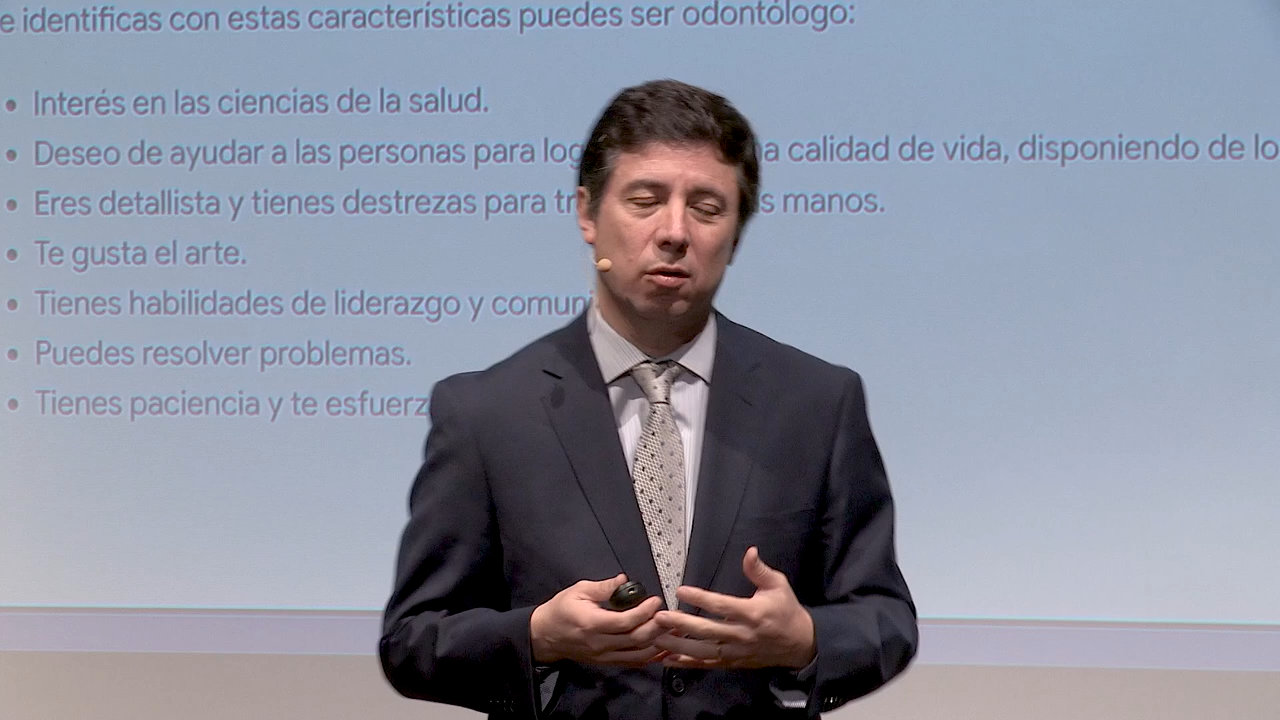 e identificas con estas características puedes ser odontólogo:
• Interés en las ciencias de la salud.
• Deseo de ayudar a las personas para log a calidad de vida, disponiendo de lo
• Eres detallista y tienes destrezas para tr s manos.
• Te gusta el arte.
• Tienes habilidades de liderazgo y comuni
• Puedes resolver problemas.
• Tienes paciencia y te esfuerz